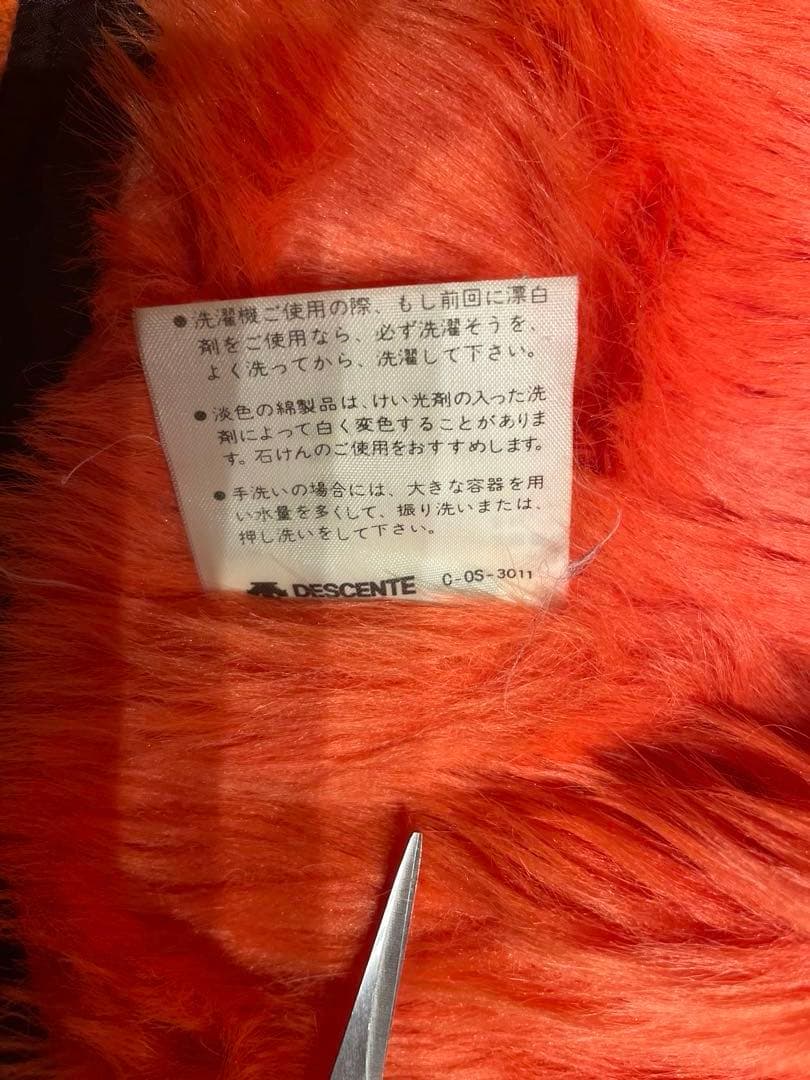 ●洗濯機ご使用の際、もし前回に漂白
剤をご使用なら、必ず洗濯そうを、
よく洗ってから、洗濯して下さい。
●淡色の綿製品は、けい光剤の入った洗
剤によって白く変色することがありま
す。石けんのご使用をおすすめします。
●手洗いの場合には、大きな容器を用
い水量を多くして、振り洗いまたは、
押し洗いをして下さい。
DESCENTE C-OS-3011